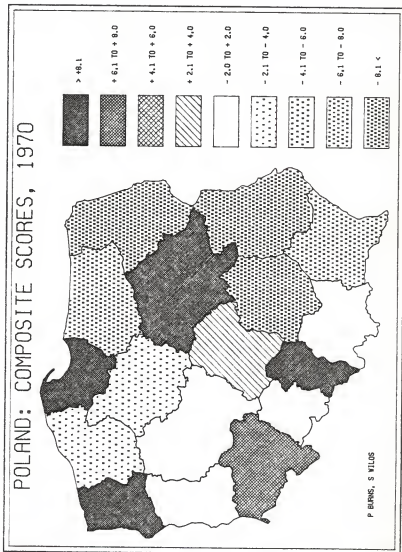 POLAND: COMPOSITE SCORES, 1970
> +8.1
+ 6.1 TO + 8.0
+ 4.1 TO + 6.0
+ 2.1 TO + 4.0
- 2.0 TO + 2.0
- 2.1 TO - 4.0
- 4.1 TO - 6.0
- 6.1 TO - 8.0
- 8.1 <
P BURNS, S WILDS